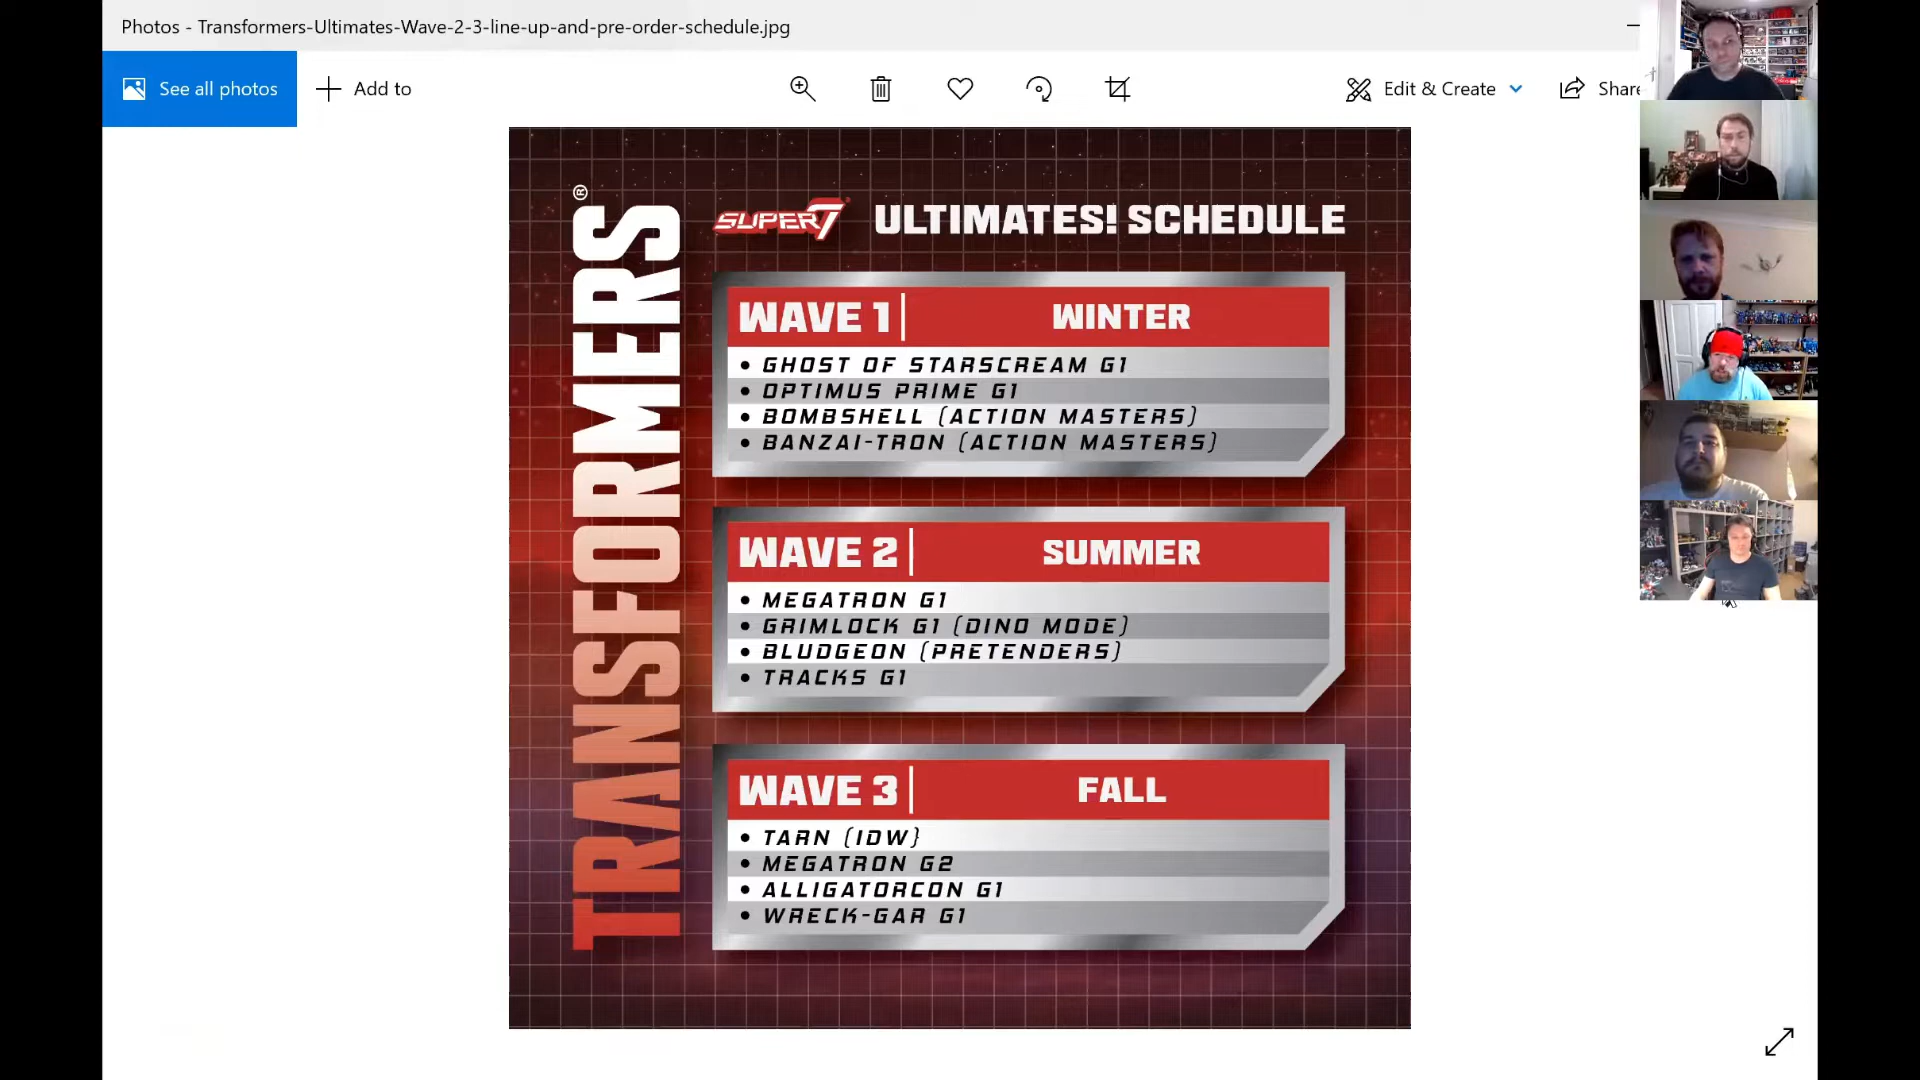 Photos - Transformers-Ultimates-Wave-2-3-line-up-and-pre-order-schedule.jpg
See all photos
Add to
Edit & Create
Share
TRANSFORMERS®
SUPER7
ULTIMATES! SCHEDULE
WAVE 1 | WINTER
• GHOST OF STARSCREAM G1
• OPTIMUS PRIME G1
• BOMBSHELL (ACTION MASTERS)
• BANZAI-TRON (ACTION MASTERS)
WAVE 2 | SUMMER
• MEGATRON G1
• GRIMLOCK G1 (DINO MODE)
• BLUDGEON (PRETENDERS)
• TRACKS G1
WAVE 3 | FALL
• TARN (IDW)
• MEGATRON G2
• ALLIGATORCON G1
• WRECK-GAR G1